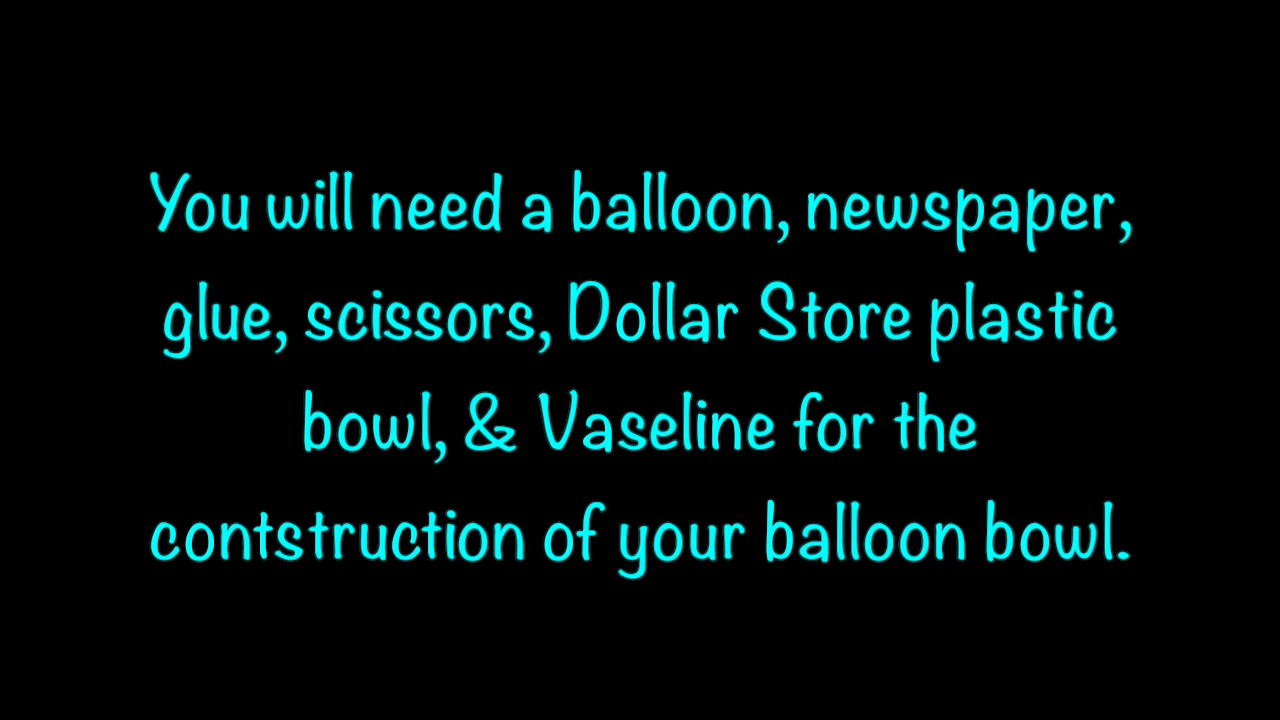 You will need a balloon, newspaper,
glue, scissors, Dollar Store plastic
bowl, & Vaseline for the
contstruction of your balloon bowl.